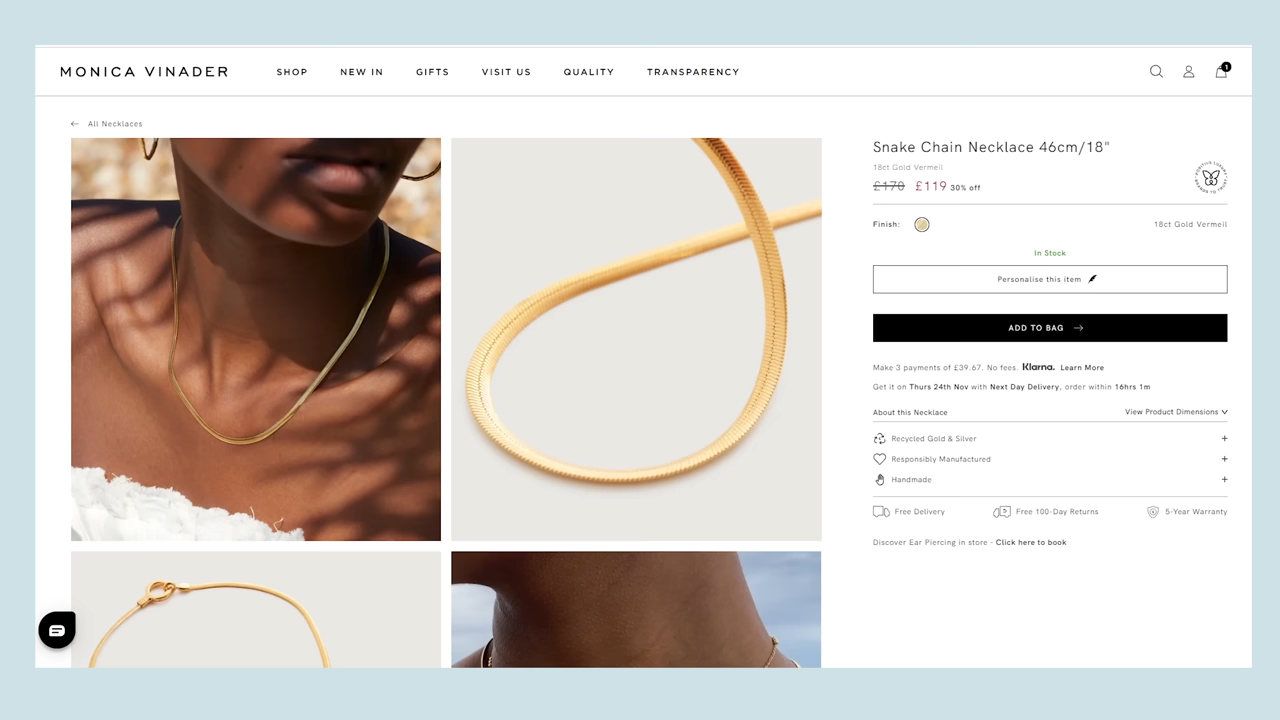 MONICA VINADER
SHOP NEW IN GIFTS VISIT US QUALITY TRANSPARENCY
1
← All Necklaces
Snake Chain Necklace 46cm/18"
18ct Gold Vermeil
£170 £119 30% off
Finish: 18ct Gold Vermeil
In Stock
Personalise this item
ADD TO BAG →
Make 3 payments of £39.67. No fees. Klarna. Learn More
Get it on Thurs 24th Nov with Next Day Delivery, order within 16hrs 1m
About this Necklace View Product Dimensions
Recycled Gold & Silver +
Responsibly Manufactured +
Handmade +
Free Delivery Free 100-Day Returns 5-Year Warranty
Discover Ear Piercing in store - Click here to book